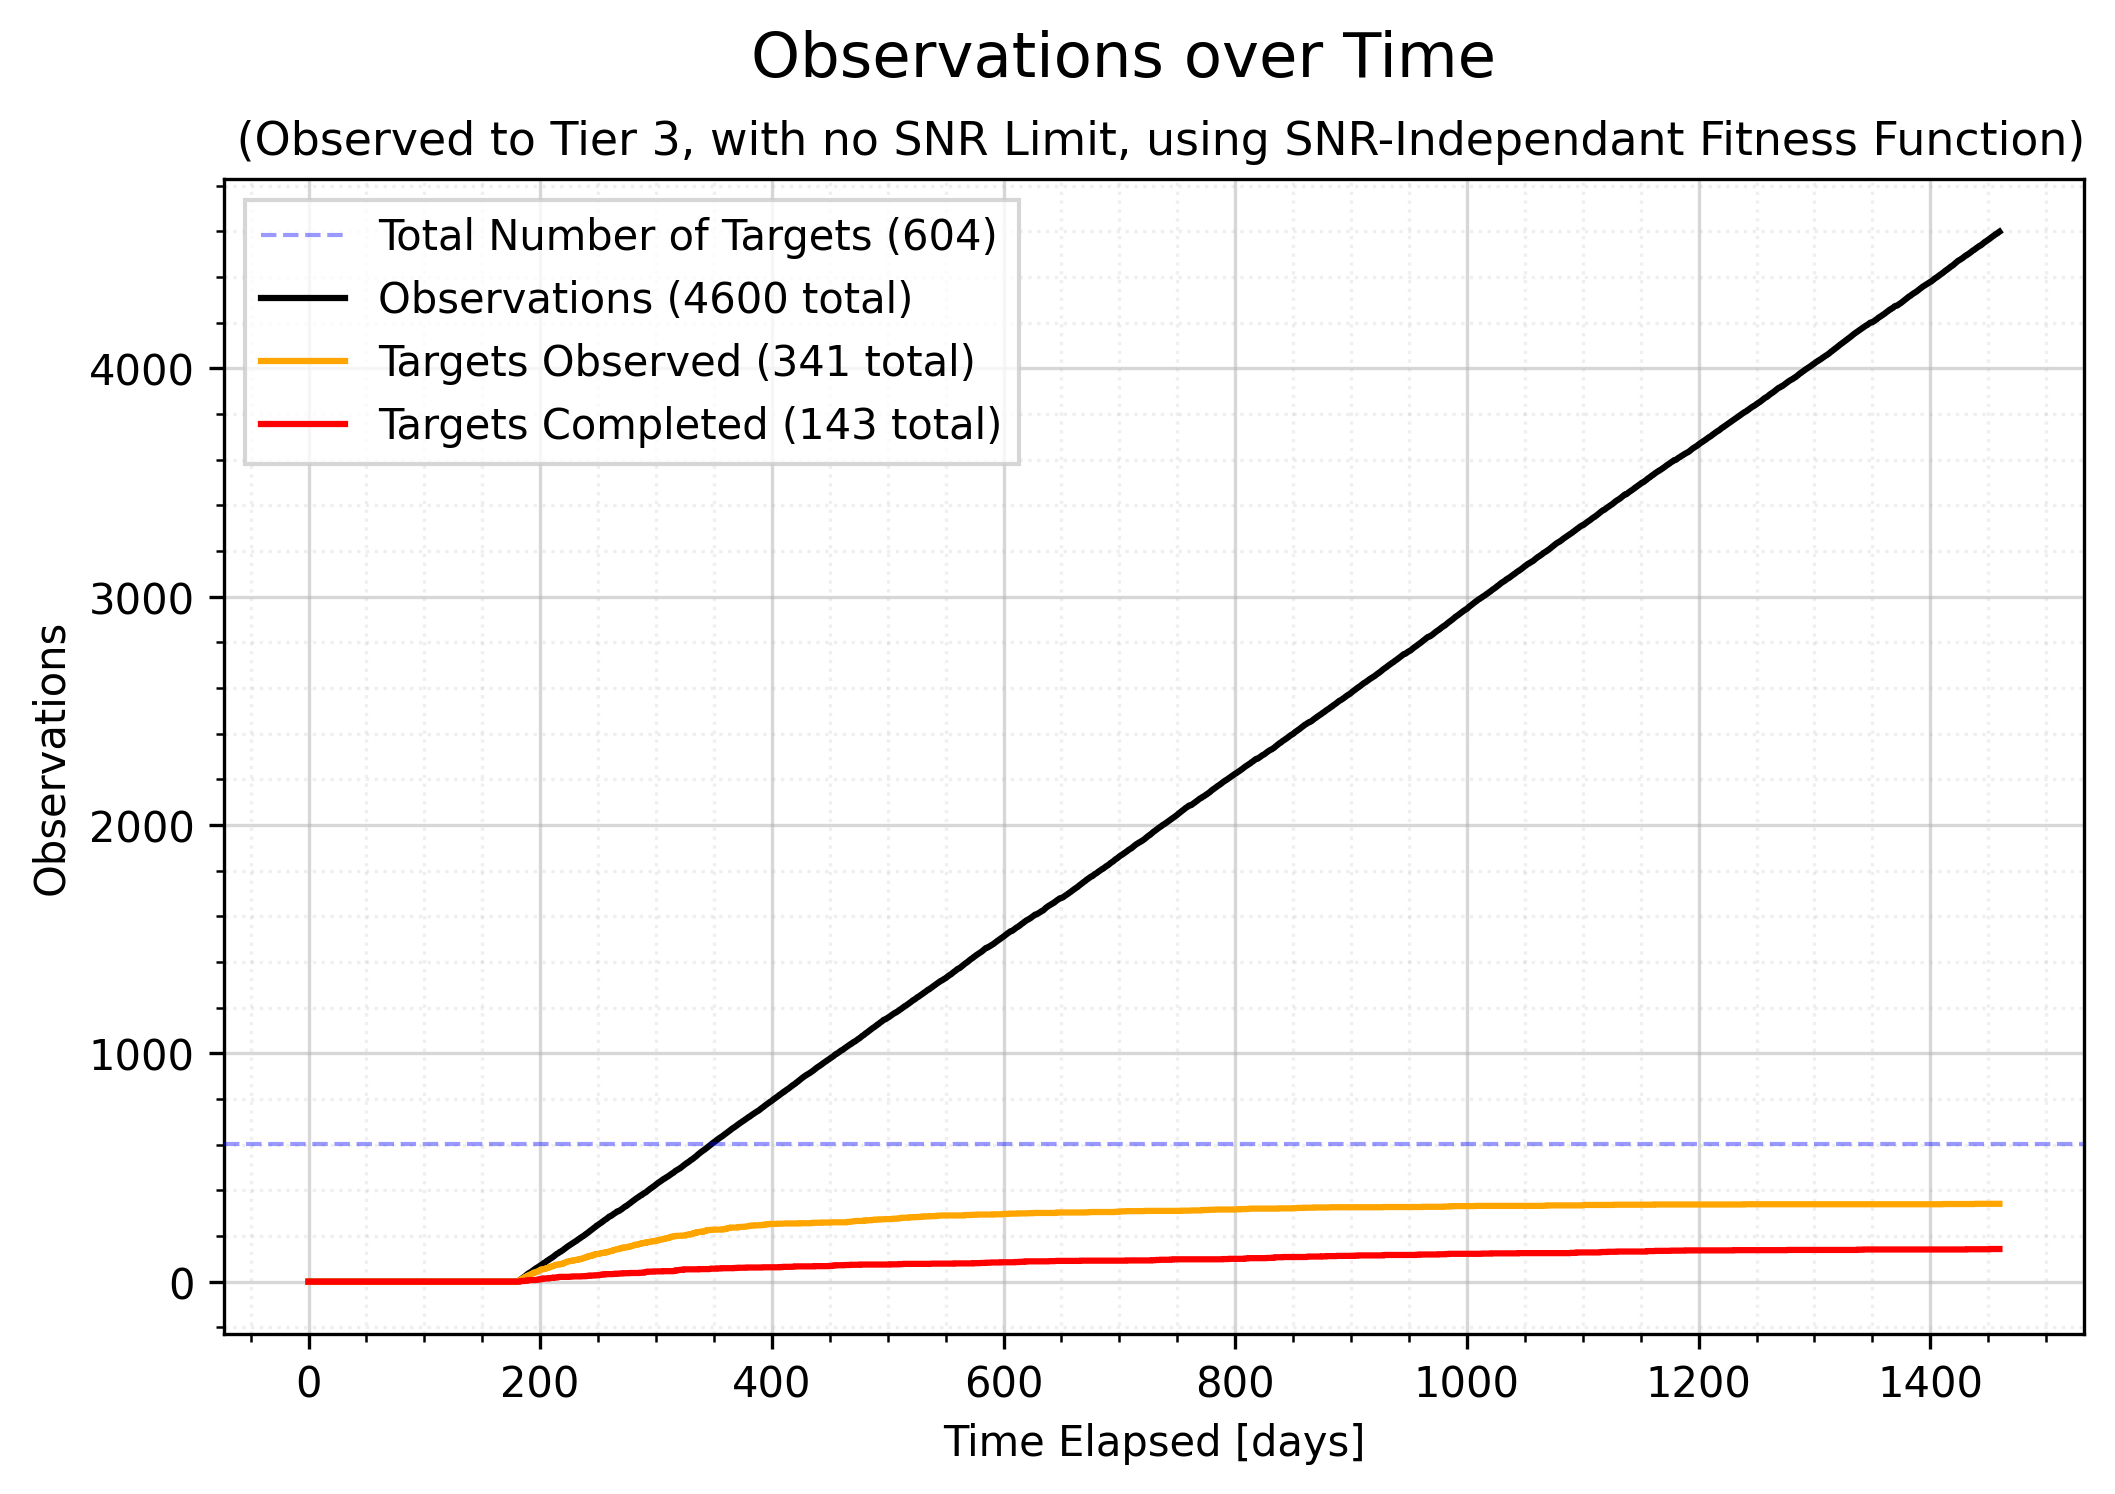 Observations over Time
(Observed to Tier 3, with no SNR Limit, using SNR-Independant Fitness Function)
Total Number of Targets (604)
Observations (4600 total)
Targets Observed (341 total)
Targets Completed (143 total)
4000
3000
2000
1000
0
Observations
0 200 400 600 800 1000 1200 1400
Time Elapsed [days]